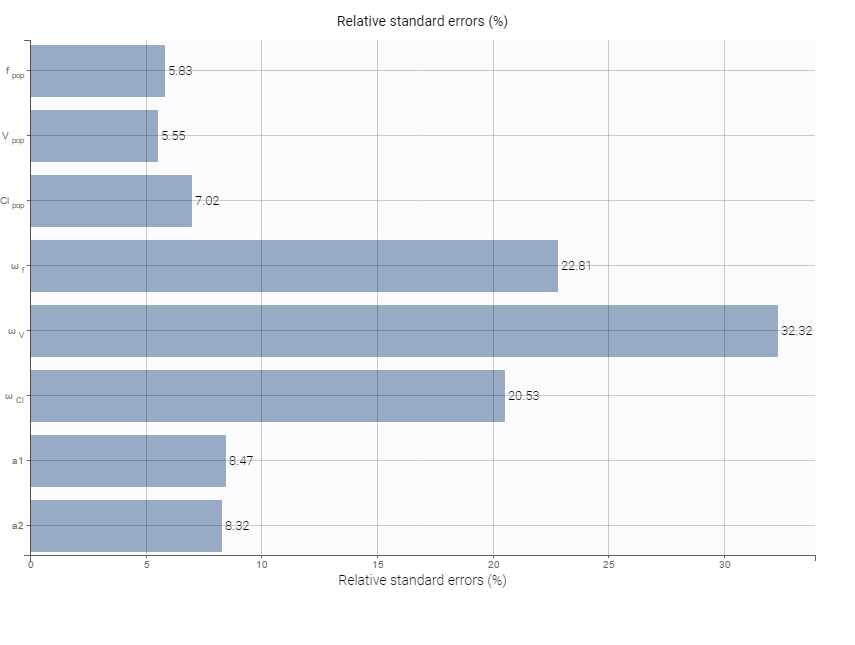 Relative standard errors (%)
f pop 5.83
V pop 5.55
Cl pop 7.02
ω f 22.81
ω V 32.32
ω Cl 20.53
a1 8.47
a2 8.32
0 5 10 15 20 25 30
Relative standard errors (%)